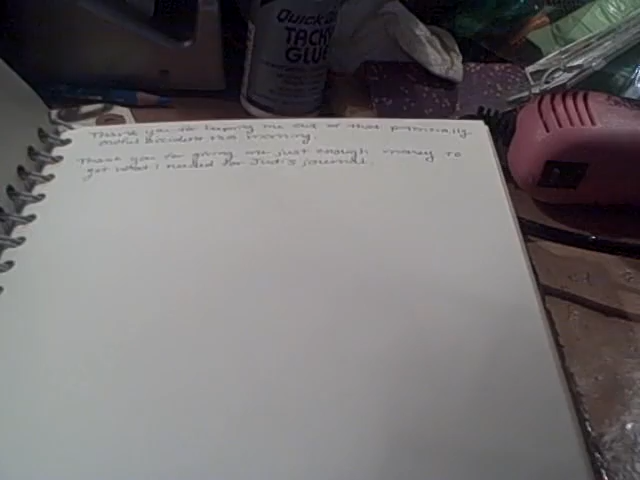 Quick Dry
TACKY
GLUE
Thank you for keeping me out of that potentially
awful accident this morning.
Thank you for giving me just enough money to
get what I needed for Judi's journal.